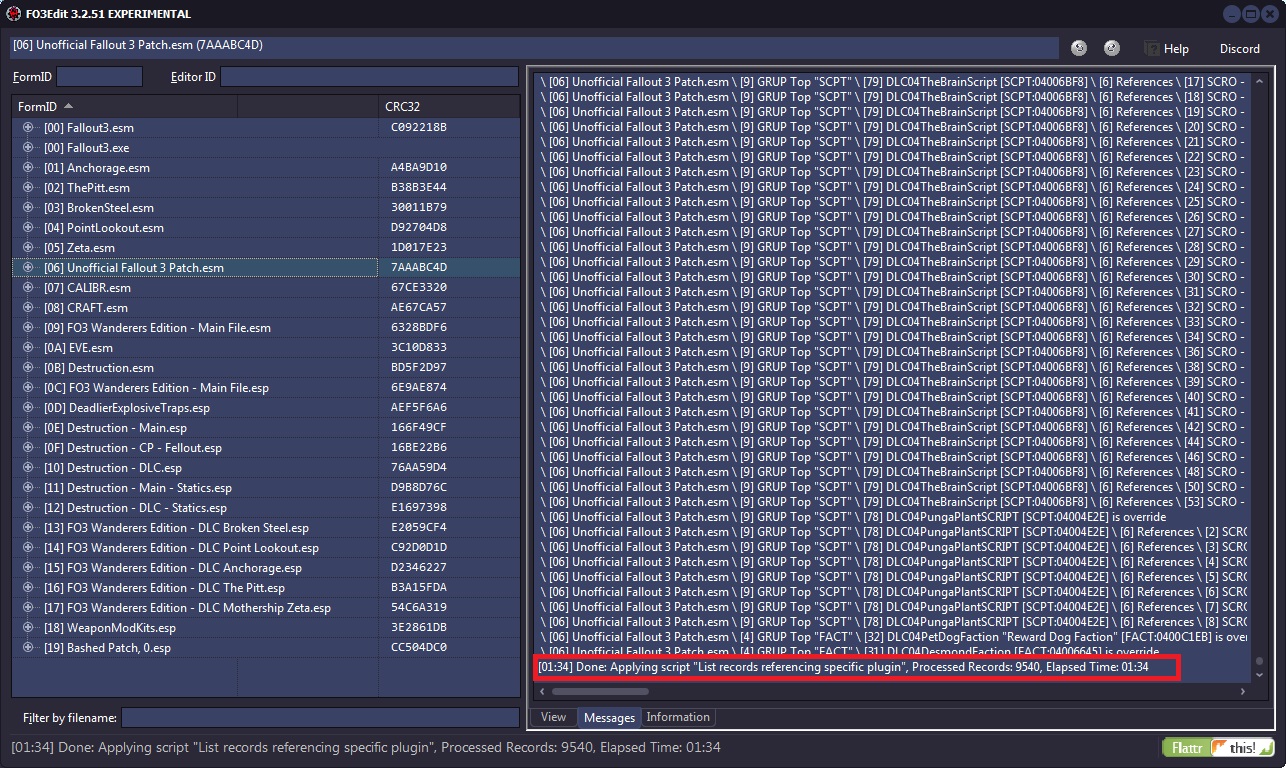 FO3Edit 3.2.51 EXPERIMENTAL
[06] Unofficial Fallout 3 Patch.esm (7AAABC4D)
Help
Discord
FormID
Editor ID
FormID CRC32
[00] Fallout3.esm C092218B
[00] Fallout3.exe
[01] Anchorage.esm A4BA9D10
[02] ThePitt.esm B38B3E44
[03] BrokenSteel.esm 30011B79
[04] PointLookout.esm D92704D8
[05] Zeta.esm 1D017E23
[06] Unofficial Fallout 3 Patch.esm 7AAABC4D
[07] CALIBR.esm 67CE3320
[08] CRAFT.esm AE67CA57
[09] FO3 Wanderers Edition - Main File.esm 6328BDF6
[0A] EVE.esm 3C10D833
[0B] Destruction.esm BD5F2D97
[0C] FO3 Wanderers Edition - Main File.esp 6E9AE874
[0D] DeadlierExplosiveTraps.esp AEF5F6A6
[0E] Destruction - Main.esp 166F49CF
[0F] Destruction - CP - Fellout.esp 16BE22B6
[10] Destruction - DLC.esp 76AA59D4
[11] Destruction - Main - Statics.esp D9B8D76C
[12] Destruction - DLC - Statics.esp E1697398
[13] FO3 Wanderers Edition - DLC Broken Steel.esp E2059CF4
[14] FO3 Wanderers Edition - DLC Point Lookout.esp C92D0D1D
[15] FO3 Wanderers Edition - DLC Anchorage.esp D2346227
[16] FO3 Wanderers Edition - DLC The Pitt.esp B3A15FDA
[17] FO3 Wanderers Edition - DLC Mothership Zeta.esp 54C6A319
[18] WeaponModKits.esp 3E2861DB
[19] Bashed Patch, 0.esp CC504DC0
Filter by filename:
\ [06] Unofficial Fallout 3 Patch.esm \ [9] GRUP Top "SCPT" \ [79] DLC04TheBrainScript [SCPT:04006BF8] \ [6] References \ [17] SCRO -
\ [06] Unofficial Fallout 3 Patch.esm \ [9] GRUP Top "SCPT" \ [79] DLC04TheBrainScript [SCPT:04006BF8] \ [6] References \ [18] SCRO -
\ [06] Unofficial Fallout 3 Patch.esm \ [9] GRUP Top "SCPT" \ [79] DLC04TheBrainScript [SCPT:04006BF8] \ [6] References \ [19] SCRO -
\ [06] Unofficial Fallout 3 Patch.esm \ [9] GRUP Top "SCPT" \ [79] DLC04TheBrainScript [SCPT:04006BF8] \ [6] References \ [20] SCRO -
\ [06] Unofficial Fallout 3 Patch.esm \ [9] GRUP Top "SCPT" \ [79] DLC04TheBrainScript [SCPT:04006BF8] \ [6] References \ [21] SCRO -
\ [06] Unofficial Fallout 3 Patch.esm \ [9] GRUP Top "SCPT" \ [79] DLC04TheBrainScript [SCPT:04006BF8] \ [6] References \ [22] SCRO -
\ [06] Unofficial Fallout 3 Patch.esm \ [9] GRUP Top "SCPT" \ [79] DLC04TheBrainScript [SCPT:04006BF8] \ [6] References \ [23] SCRO -
\ [06] Unofficial Fallout 3 Patch.esm \ [9] GRUP Top "SCPT" \ [79] DLC04TheBrainScript [SCPT:04006BF8] \ [6] References \ [24] SCRO -
\ [06] Unofficial Fallout 3 Patch.esm \ [9] GRUP Top "SCPT" \ [79] DLC04TheBrainScript [SCPT:04006BF8] \ [6] References \ [25] SCRO -
\ [06] Unofficial Fallout 3 Patch.esm \ [9] GRUP Top "SCPT" \ [79] DLC04TheBrainScript [SCPT:04006BF8] \ [6] References \ [26] SCRO -
\ [06] Unofficial Fallout 3 Patch.esm \ [9] GRUP Top "SCPT" \ [79] DLC04TheBrainScript [SCPT:04006BF8] \ [6] References \ [27] SCRO -
\ [06] Unofficial Fallout 3 Patch.esm \ [9] GRUP Top "SCPT" \ [79] DLC04TheBrainScript [SCPT:04006BF8] \ [6] References \ [28] SCRO -
\ [06] Unofficial Fallout 3 Patch.esm \ [9] GRUP Top "SCPT" \ [79] DLC04TheBrainScript [SCPT:04006BF8] \ [6] References \ [29] SCRO -
\ [06] Unofficial Fallout 3 Patch.esm \ [9] GRUP Top "SCPT" \ [79] DLC04TheBrainScript [SCPT:04006BF8] \ [6] References \ [30] SCRO -
\ [06] Unofficial Fallout 3 Patch.esm \ [9] GRUP Top "SCPT" \ [79] DLC04TheBrainScript [SCPT:04006BF8] \ [6] References \ [31] SCRO -
\ [06] Unofficial Fallout 3 Patch.esm \ [9] GRUP Top "SCPT" \ [79] DLC04TheBrainScript [SCPT:04006BF8] \ [6] References \ [32] SCRO -
\ [06] Unofficial Fallout 3 Patch.esm \ [9] GRUP Top "SCPT" \ [79] DLC04TheBrainScript [SCPT:04006BF8] \ [6] References \ [33] SCRO -
\ [06] Unofficial Fallout 3 Patch.esm \ [9] GRUP Top "SCPT" \ [79] DLC04TheBrainScript [SCPT:04006BF8] \ [6] References \ [34] SCRO -
\ [06] Unofficial Fallout 3 Patch.esm \ [9] GRUP Top "SCPT" \ [79] DLC04TheBrainScript [SCPT:04006BF8] \ [6] References \ [36] SCRO -
\ [06] Unofficial Fallout 3 Patch.esm \ [9] GRUP Top "SCPT" \ [79] DLC04TheBrainScript [SCPT:04006BF8] \ [6] References \ [38] SCRO -
\ [06] Unofficial Fallout 3 Patch.esm \ [9] GRUP Top "SCPT" \ [79] DLC04TheBrainScript [SCPT:04006BF8] \ [6] References \ [39] SCRO -
\ [06] Unofficial Fallout 3 Patch.esm \ [9] GRUP Top "SCPT" \ [79] DLC04TheBrainScript [SCPT:04006BF8] \ [6] References \ [40] SCRO -
\ [06] Unofficial Fallout 3 Patch.esm \ [9] GRUP Top "SCPT" \ [79] DLC04TheBrainScript [SCPT:04006BF8] \ [6] References \ [41] SCRO -
\ [06] Unofficial Fallout 3 Patch.esm \ [9] GRUP Top "SCPT" \ [79] DLC04TheBrainScript [SCPT:04006BF8] \ [6] References \ [42] SCRO -
\ [06] Unofficial Fallout 3 Patch.esm \ [9] GRUP Top "SCPT" \ [79] DLC04TheBrainScript [SCPT:04006BF8] \ [6] References \ [44] SCRO -
\ [06] Unofficial Fallout 3 Patch.esm \ [9] GRUP Top "SCPT" \ [79] DLC04TheBrainScript [SCPT:04006BF8] \ [6] References \ [46] SCRO -
\ [06] Unofficial Fallout 3 Patch.esm \ [9] GRUP Top "SCPT" \ [79] DLC04TheBrainScript [SCPT:04006BF8] \ [6] References \ [48] SCRO -
\ [06] Unofficial Fallout 3 Patch.esm \ [9] GRUP Top "SCPT" \ [79] DLC04TheBrainScript [SCPT:04006BF8] \ [6] References \ [50] SCRO -
\ [06] Unofficial Fallout 3 Patch.esm \ [9] GRUP Top "SCPT" \ [79] DLC04TheBrainScript [SCPT:04006BF8] \ [6] References \ [53] SCRO -
\ [06] Unofficial Fallout 3 Patch.esm \ [9] GRUP Top "SCPT" \ [78] DLC04PungaPlantSCRIPT [SCPT:04004E2E] is override
\ [06] Unofficial Fallout 3 Patch.esm \ [9] GRUP Top "SCPT" \ [78] DLC04PungaPlantSCRIPT [SCPT:04004E2E] \ [6] References \ [2] SCRO
\ [06] Unofficial Fallout 3 Patch.esm \ [9] GRUP Top "SCPT" \ [78] DLC04PungaPlantSCRIPT [SCPT:04004E2E] \ [6] References \ [3] SCRO
\ [06] Unofficial Fallout 3 Patch.esm \ [9] GRUP Top "SCPT" \ [78] DLC04PungaPlantSCRIPT [SCPT:04004E2E] \ [6] References \ [4] SCRO
\ [06] Unofficial Fallout 3 Patch.esm \ [9] GRUP Top "SCPT" \ [78] DLC04PungaPlantSCRIPT [SCPT:04004E2E] \ [6] References \ [5] SCRO
\ [06] Unofficial Fallout 3 Patch.esm \ [9] GRUP Top "SCPT" \ [78] DLC04PungaPlantSCRIPT [SCPT:04004E2E] \ [6] References \ [6] SCRO
\ [06] Unofficial Fallout 3 Patch.esm \ [9] GRUP Top "SCPT" \ [78] DLC04PungaPlantSCRIPT [SCPT:04004E2E] \ [6] References \ [7] SCRO
\ [06] Unofficial Fallout 3 Patch.esm \ [9] GRUP Top "SCPT" \ [78] DLC04PungaPlantSCRIPT [SCPT:04004E2E] \ [6] References \ [8] SCRO
\ [06] Unofficial Fallout 3 Patch.esm \ [4] GRUP Top "FACT" \ [32] DLC04PetDogFaction "Reward Dog Faction" [FACT:0400C1EB] is ove
\ [06] Unofficial Fallout 3 Patch.esm \ [4] GRUP Top "FACT" \ [31] DLC04DesmondFaction [FACT:04006645] is override
[01:34] Done: Applying script "List records referencing specific plugin", Processed Records: 9540, Elapsed Time: 01:34
View Messages Information
[01:34] Done: Applying script "List records referencing specific plugin", Processed Records: 9540, Elapsed Time: 01:34
Flattr this!